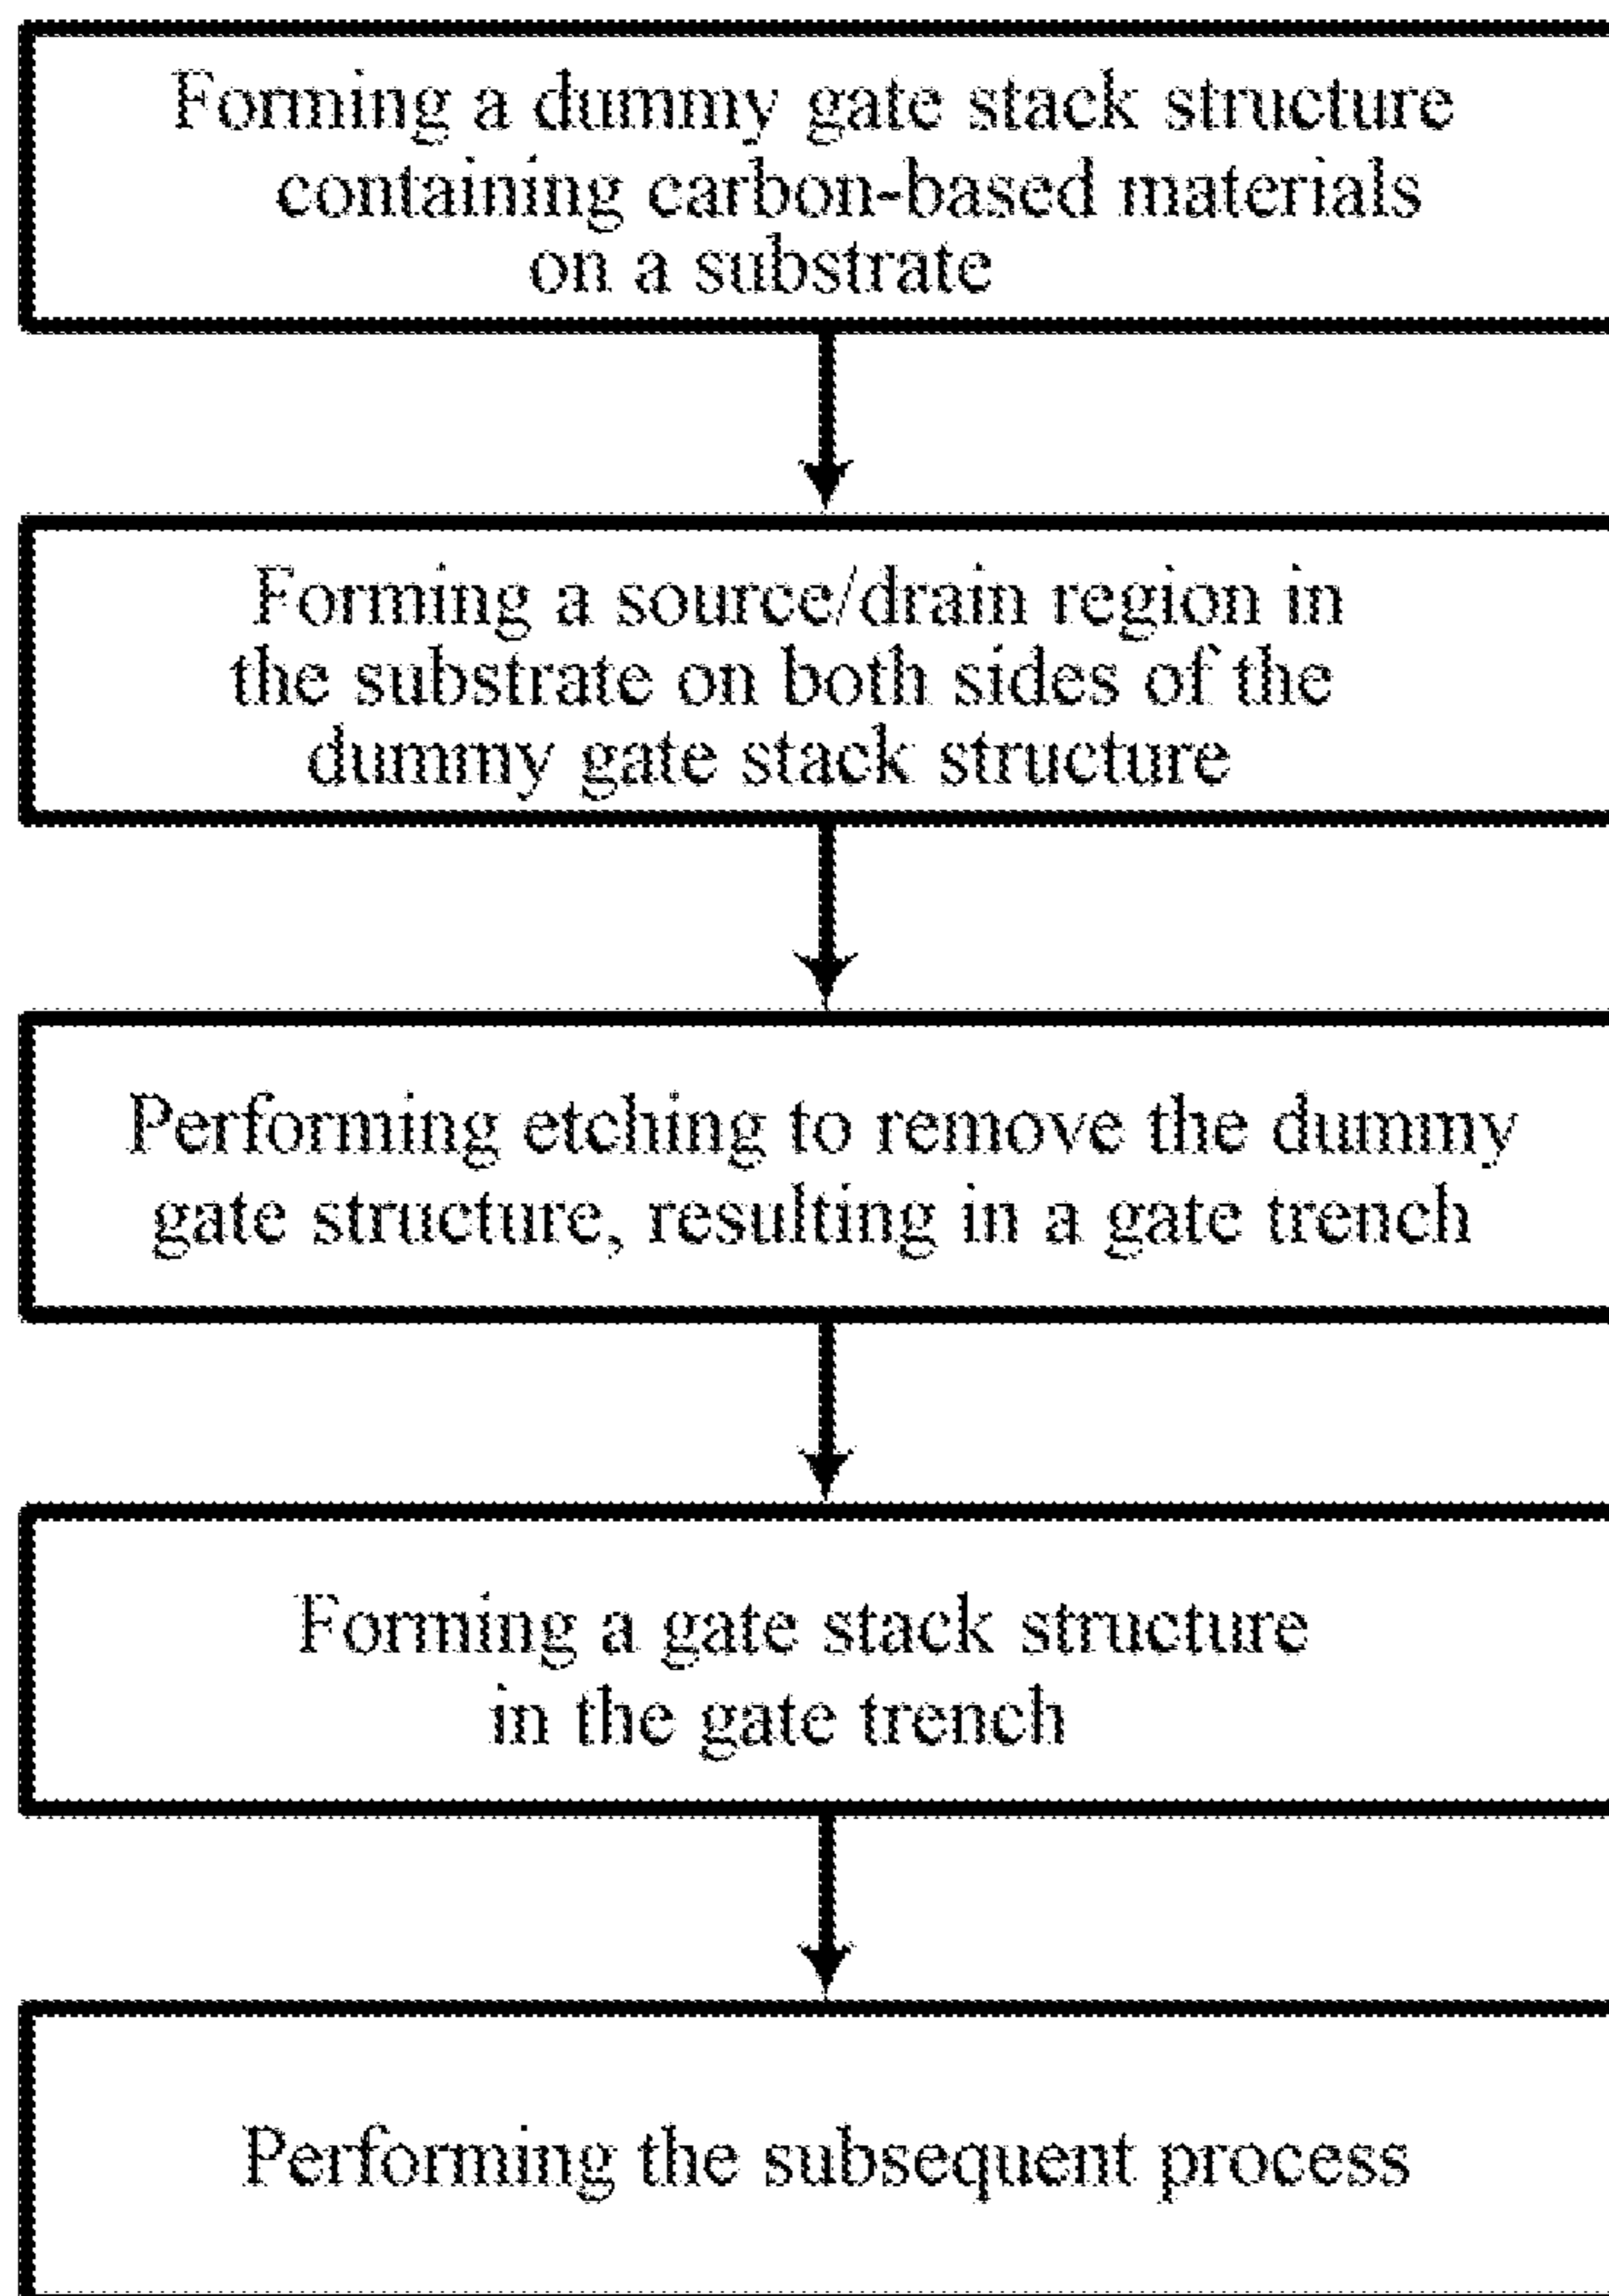 Forming a dummy gate stack structure
containing carbon-based materials
on a substrate
Forming a source/drain region in
the substrate on both sides of the
dummy gate stack structure
Performing etching to remove the dummy
gate structure, resulting in a gate trench
Forming a gate stack structure
in the gate trench
Performing the subsequent process